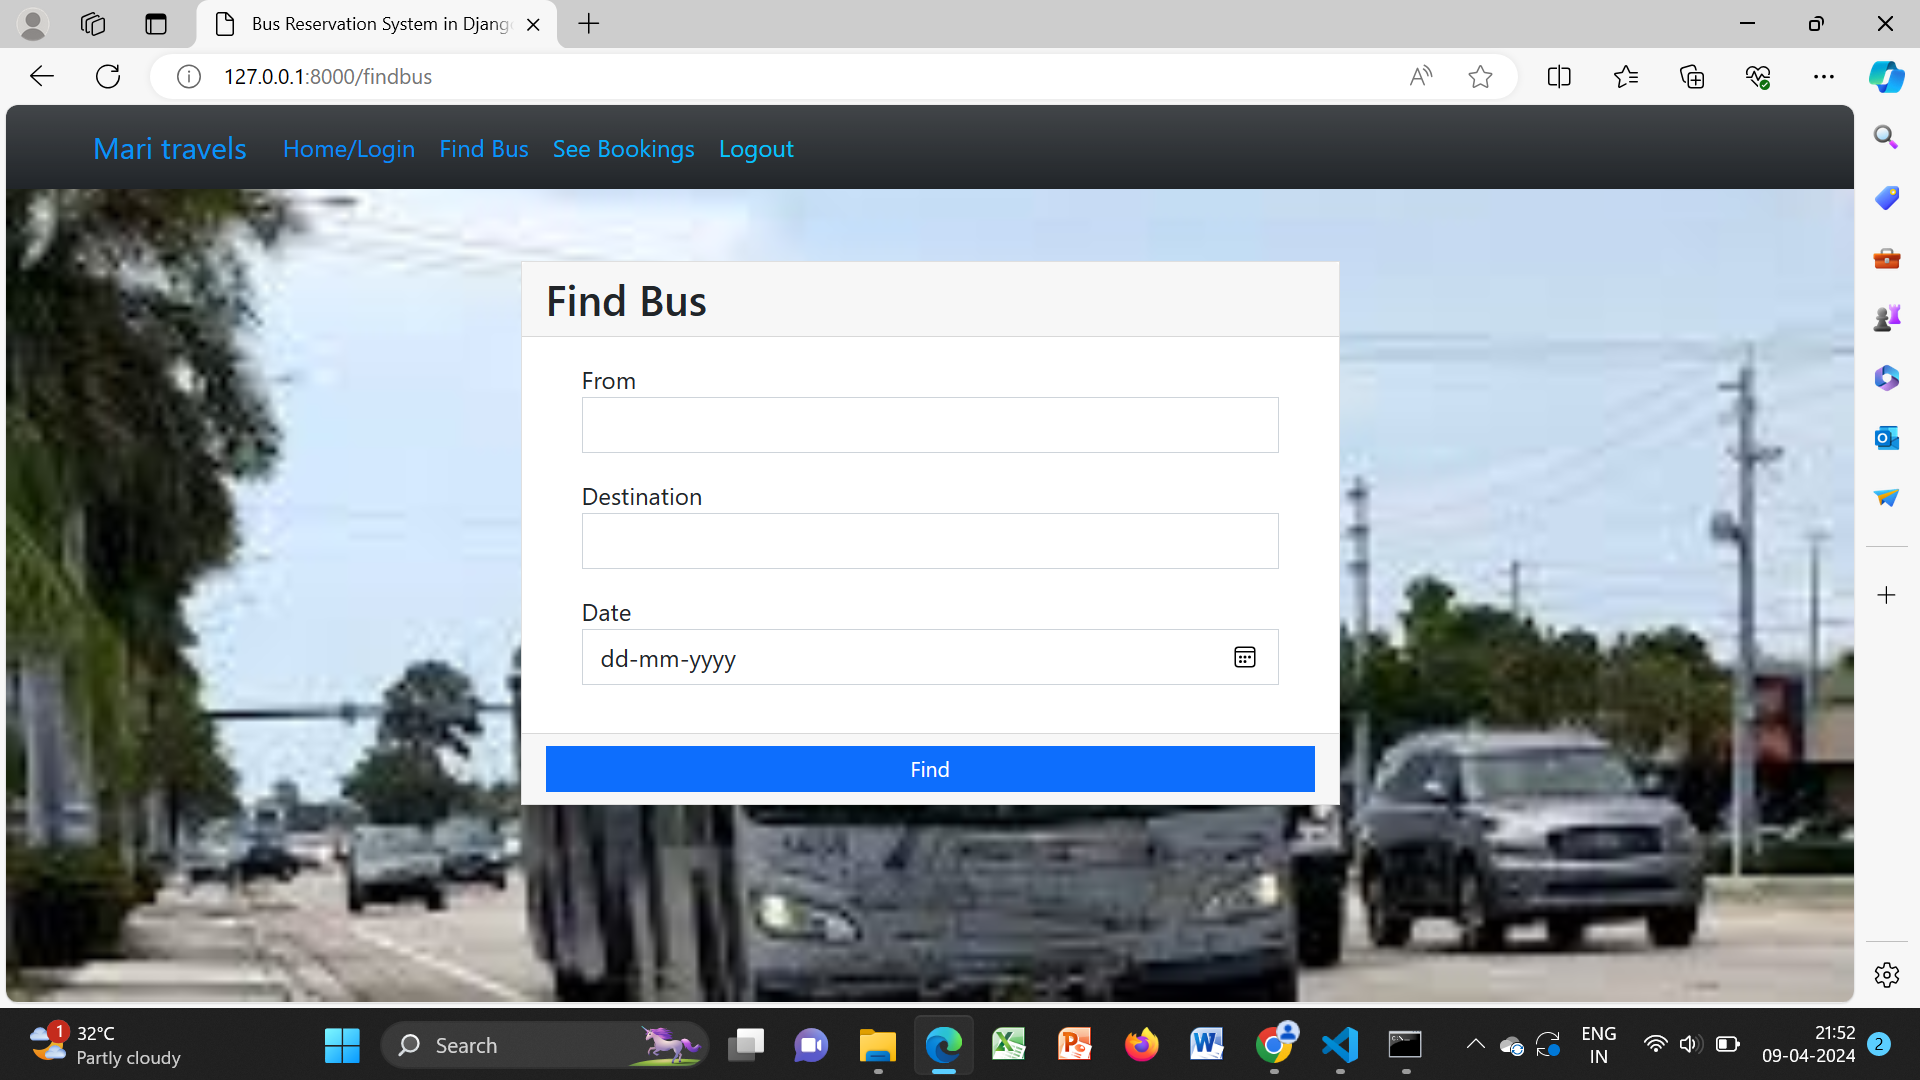 Bus Reservation System in Djang
127.0.0.1:8000/findbus
Mari travels Home/Login Find Bus See Bookings Logout
Find Bus
From
Destination
Date
dd-mm-yyyy
Find
1
32°C
Partly cloudy
Search
ENG
IN
21:52
09-04-2024
2